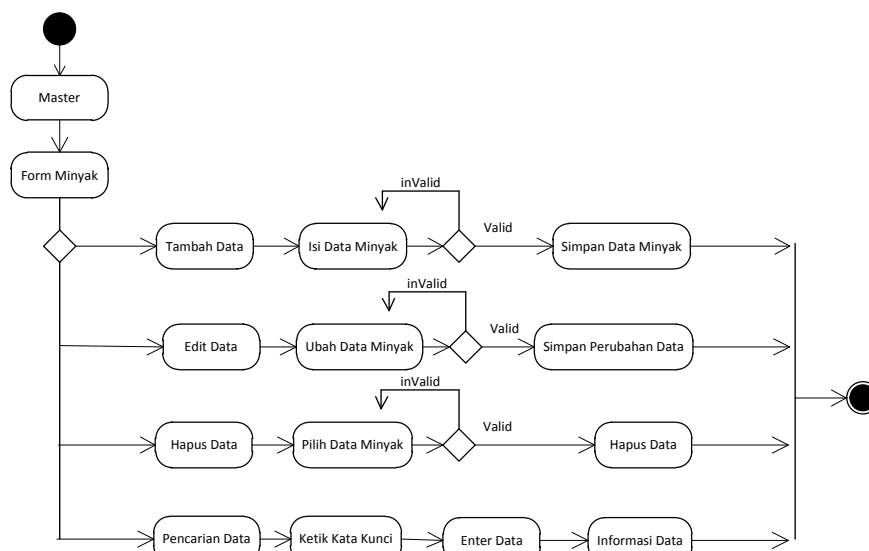 Master
Form Minyak
inValid
Tambah Data
Isi Data Minyak
Valid
Simpan Data Minyak
inValid
Edit Data
Ubah Data Minyak
Valid
Simpan Perubahan Data
inValid
Hapus Data
Pilih Data Minyak
Valid
Hapus Data
Pencarian Data
Ketik Kata Kunci
Enter Data
Informasi Data